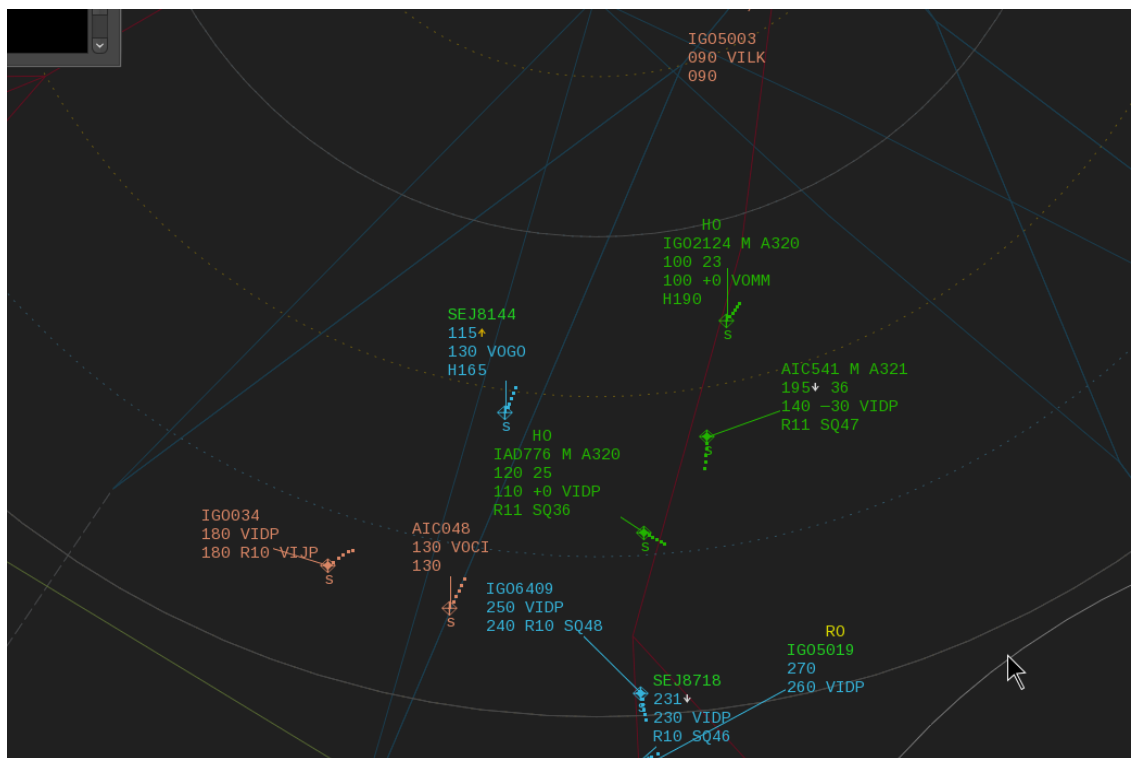 IGO5003
090 VILK
090
HO
IGO2124 M A320
100 23
100 +0 VOMM
H190
S
SEJ8144
115↑
130 VOGO
H165
S
AIC541 M A321
195↓ 36
140 −30 VIDP
R11 SQ47
S
HO
IAD776 M A320
120 25
110 +0 VIDP
R11 SQ36
S
IGO034
180 VIDP
180 R10 VIJP
S
AIC048
130 VOCI
130
S
IGO6409
250 VIDP
240 R10 SQ48
S
RO
IGO5019
270
260 VIDP
SEJ8718
231↓
230 VIDP
R10 SQ46